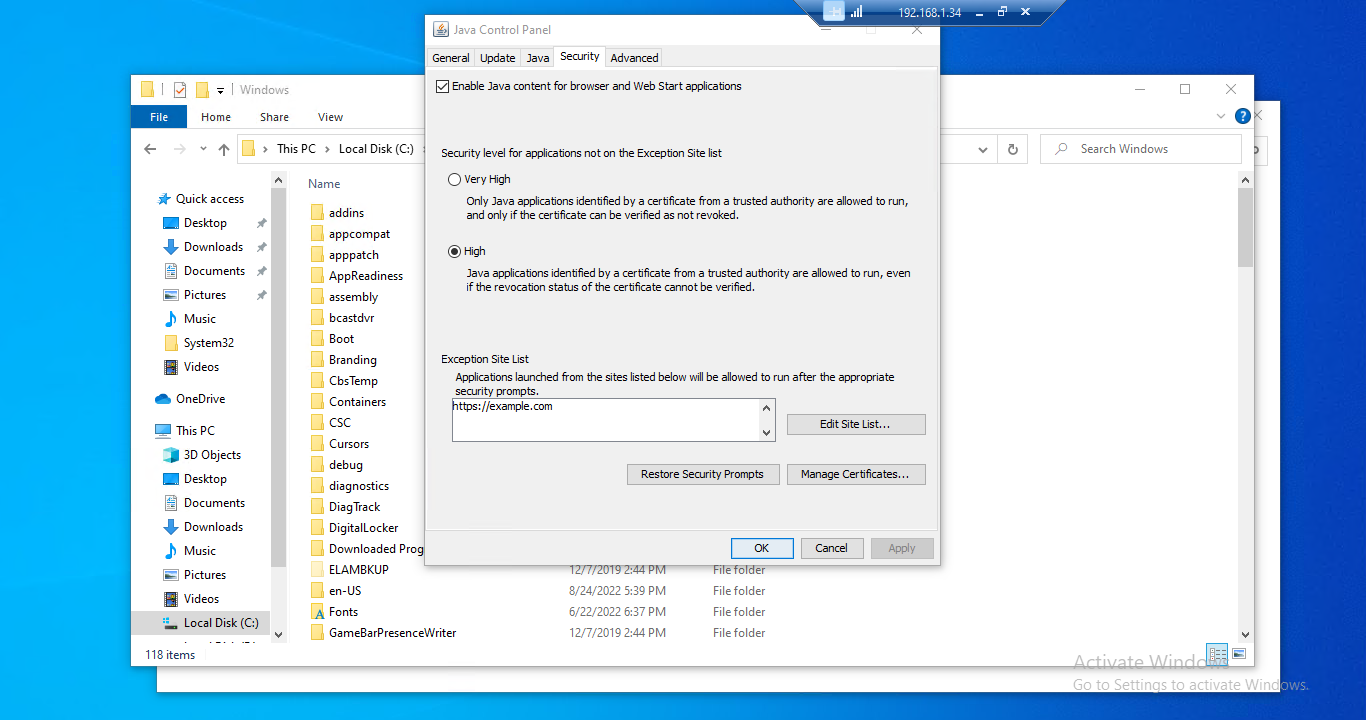 192.168.1.34
Java Control Panel
General Update Java Security Advanced
Enable Java content for browser and Web Start applications
Security level for applications not on the Exception Site list
Very High
Only Java applications identified by a certificate from a trusted authority are allowed to run,
and only if the certificate can be verified as not revoked.
High
Java applications identified by a certificate from a trusted authority are allowed to run, even
if the revocation status of the certificate cannot be verified.
Exception Site List
Applications launched from the sites listed below will be allowed to run after the appropriate
security prompts.
https://example.com
Edit Site List...
Restore Security Prompts Manage Certificates...
OK Cancel Apply
Windows
File Home Share View
This PC Local Disk (C:)
Search Windows
Quick access
Desktop
Downloads
Documents
Pictures
Music
System32
Videos
OneDrive
This PC
3D Objects
Desktop
Documents
Downloads
Music
Pictures
Videos
Local Disk (C:)
Name
addins
appcompat
apppatch
AppReadiness
assembly
bcastdvr
Boot
Branding
CbsTemp
Containers
CSC
Cursors
debug
diagnostics
DiagTrack
DigitalLocker
Downloaded Prog
ELAMBKUP 12/7/2019 2:44 PM File folder
en-US 8/24/2022 5:39 PM File folder
Fonts 6/22/2022 6:37 PM File folder
GameBarPresenceWriter 12/7/2019 2:44 PM File folder
118 items
Activate Windows
Go to Settings to activate Windows.